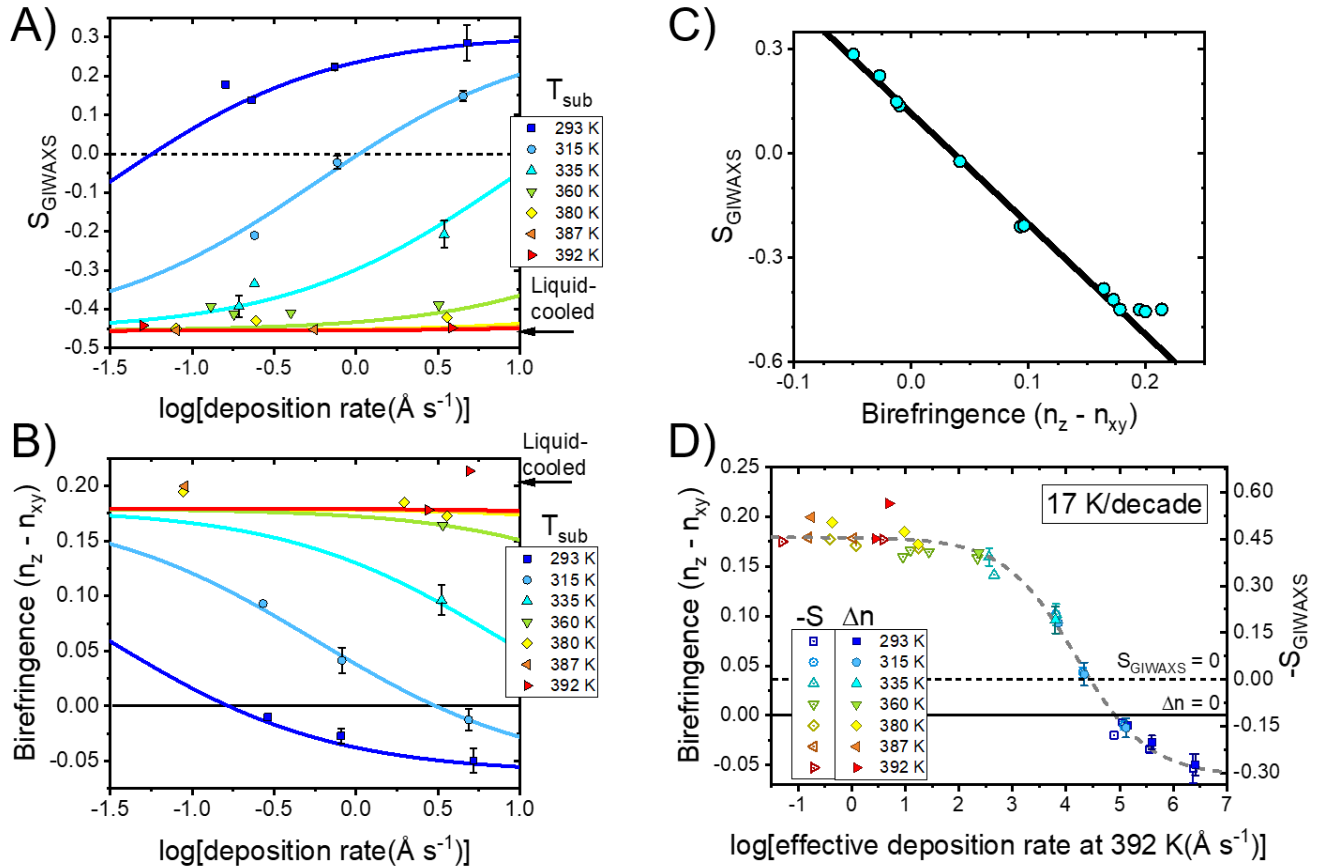 A)
0.3
0.2
0.1
0.0
-0.1
-0.2
-0.3
-0.4
-0.5
S_GIWAXS
-1.5 -1.0 -0.5 0.0 0.5 1.0
log[deposition rate(Å s⁻¹)]
T_sub
293 K
315 K
335 K
360 K
380 K
387 K
392 K
Liquid-
cooled
B)
0.20
0.15
0.10
0.05
0.00
-0.05
Birefringence (n_z - n_xy)
-1.5 -1.0 -0.5 0.0 0.5 1.0
log[deposition rate(Å s⁻¹)]
Liquid-
cooled
T_sub
293 K
315 K
335 K
360 K
380 K
387 K
392 K
C)
0.3
0.0
-0.3
-0.6
S_GIWAXS
-0.1 0.0 0.1 0.2
Birefringence (n_z - n_xy)
D)
0.25
0.20
0.15
0.10
0.05
0.00
-0.05
Birefringence (n_z - n_xy)
17 K/decade
-S Δn
293 K
315 K
335 K
360 K
380 K
387 K
392 K
S_GIWAXS = 0
Δn = 0
0.60
0.45
0.30
0.15
0.00
-0.15
-0.30
-S_GIWAXS
-1 0 1 2 3 4 5 6 7
log[effective deposition rate at 392 K(Å s⁻¹)]